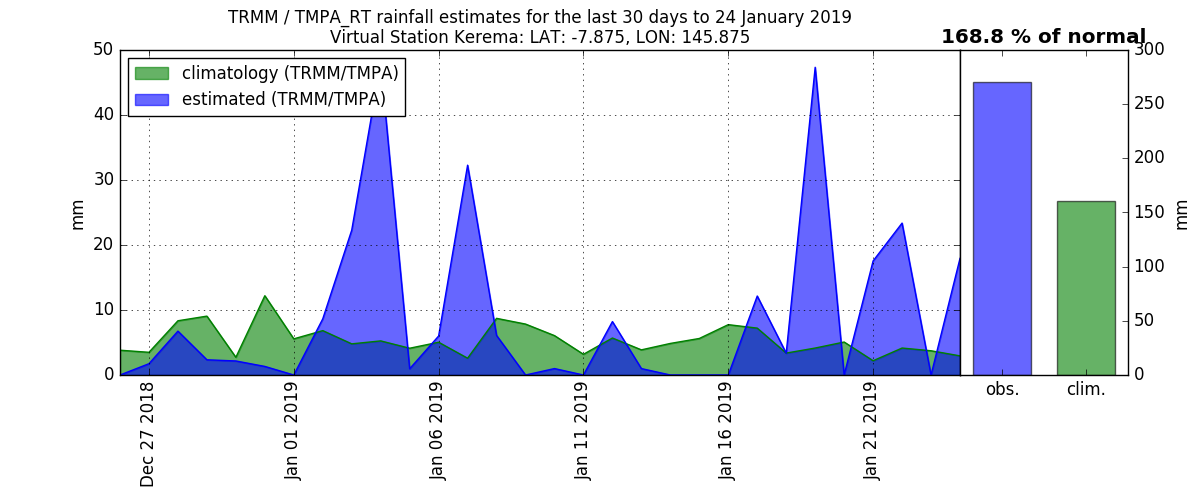 TRMM / TMPA_RT rainfall estimates for the last 30 days to 24 January 2019
Virtual Station Kerema: LAT: -7.875, LON: 145.875
168.8 % of normal
climatology (TRMM/TMPA)
estimated (TRMM/TMPA)
50
40
30
20
10
0
mm
300
250
200
150
100
50
0
mm
obs.
clim.
Dec 27 2018
Jan 01 2019
Jan 06 2019
Jan 11 2019
Jan 16 2019
Jan 21 2019